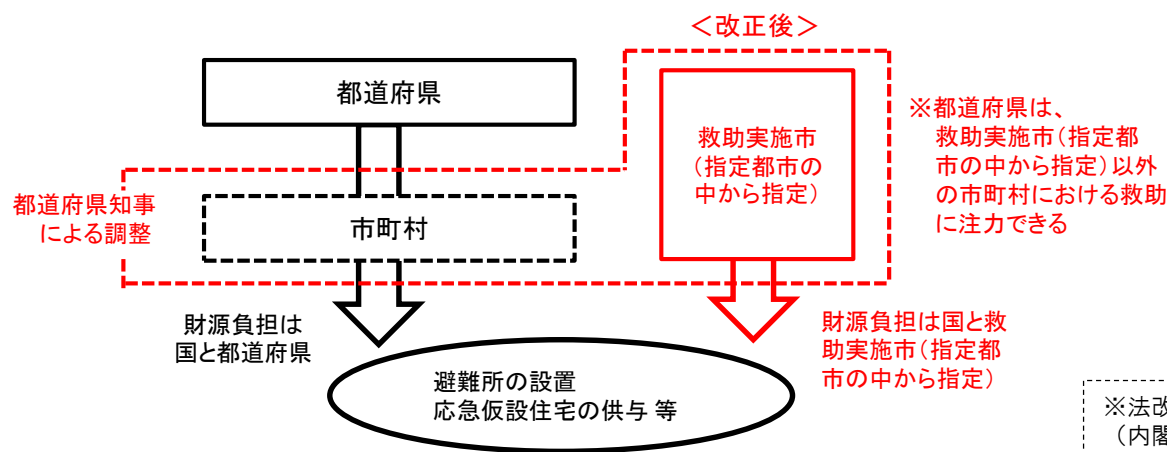 ＜改正後＞
都道府県
救助実施市
（指定都市の
中から指定）
※都道府県は、
救助実施市（指定都
市の中から指定）以外
の市町村における救助
に注力できる
都道府県知事
による調整
市町村
財源負担は
国と都道府県
財源負担は国と救
助実施市（指定都
市の中から指定）
避難所の設置
応急仮設住宅の供与 等
※法改
（内閣